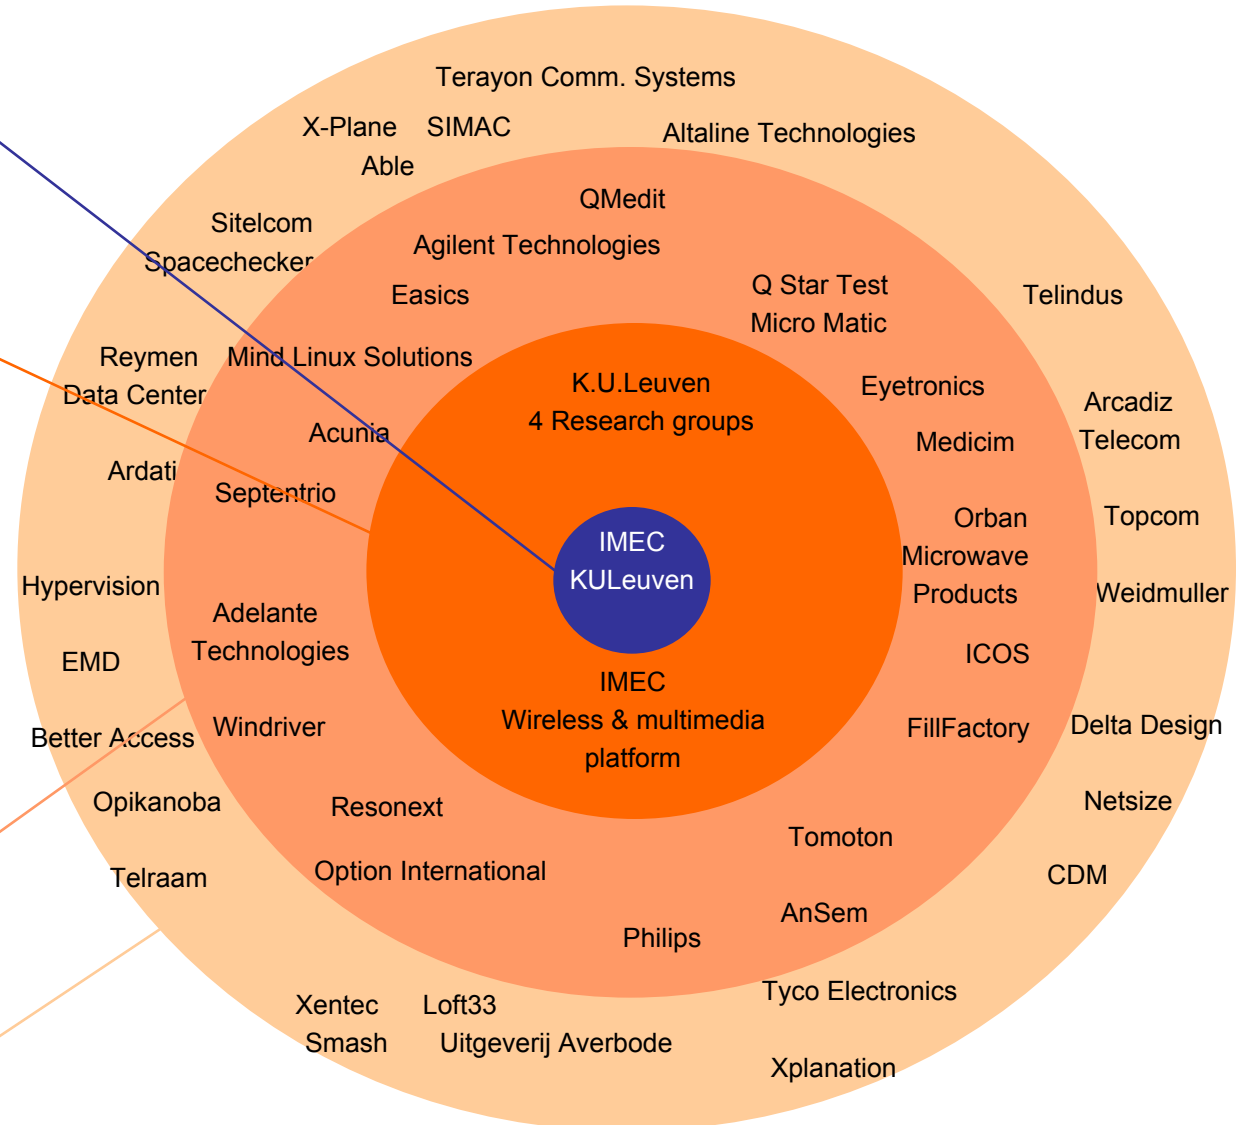 Terayon Comm. Systems
X-Plane SIMAC
Altaline Technologies
Able
QMedit
Sitelcom
Spacechecker
Agilent Technologies
Easics
Q Star Test
Micro Matic
Telindus
Reymen
Data Center
Mind Linux Solutions
K.U.Leuven
4 Research groups
Eyetronics
Arcadiz
Telecom
Acunia
Medicim
Ardati
Septentrio
Orban
Microwave
Products
Topcom
IMEC
KULeuven
Hypervision
Weidmuller
Adelante
Technologies
EMD
ICOS
IMEC
Wireless & multimedia
platform
Better Access
Windriver
FillFactory
Delta Design
Opikanoba
Resonext
Netsize
Tomoton
Telraam
Option International
CDM
AnSem
Philips
Tyco Electronics
Xentec
Smash
Loft33
Uitgeverij Averbode
Xplanation